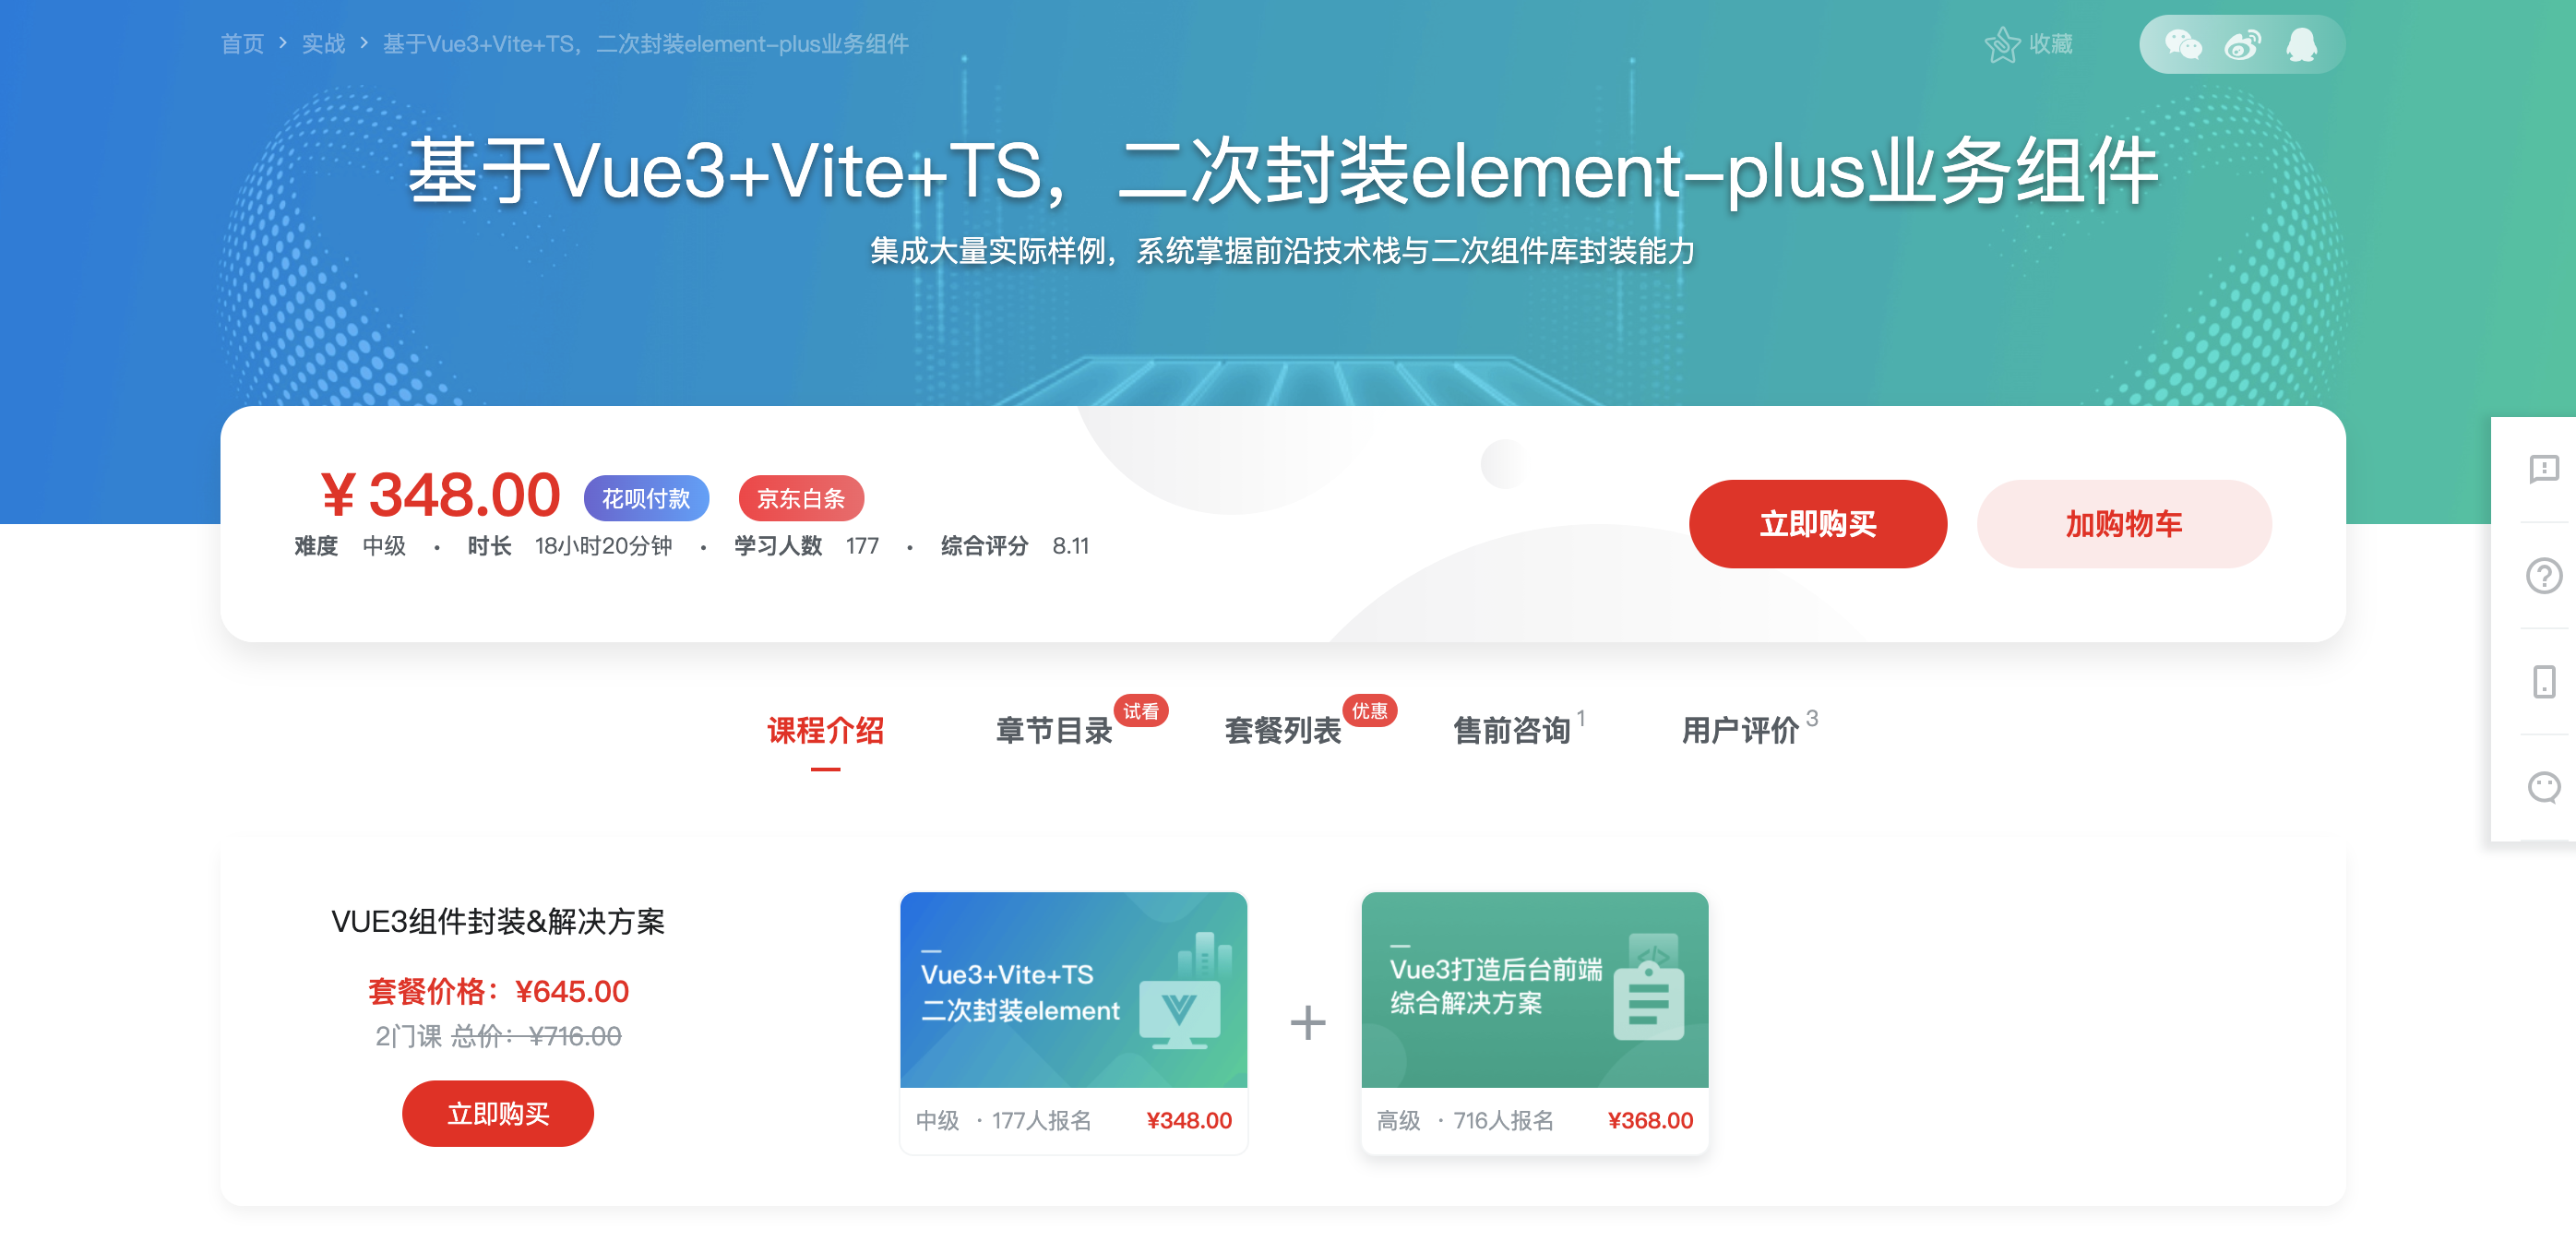 首页 > 实战 > 基于Vue3+Vite+TS，二次封装element-plus业务组件
收藏
基于Vue3+Vite+TS，二次封装element-plus业务组件
集成大量实际样例，系统掌握前沿技术栈与二次组件库封装能力
¥ 348.00 花呗付款 京东白条
难度 中级 · 时长 18小时20分钟 · 学习人数 177 · 综合评分 8.11
立即购买 加购物车
课程介绍 章节目录 试看 套餐列表 优惠 售前咨询 1 用户评价 3
VUE3组件封装&解决方案
套餐价格：¥645.00
2门课 总价：¥716.00
立即购买
Vue3+Vite+TS
二次封装element
中级 · 177人报名 ¥348.00
+
Vue3打造后台前端
综合解决方案
</>
高级 · 716人报名 ¥368.00